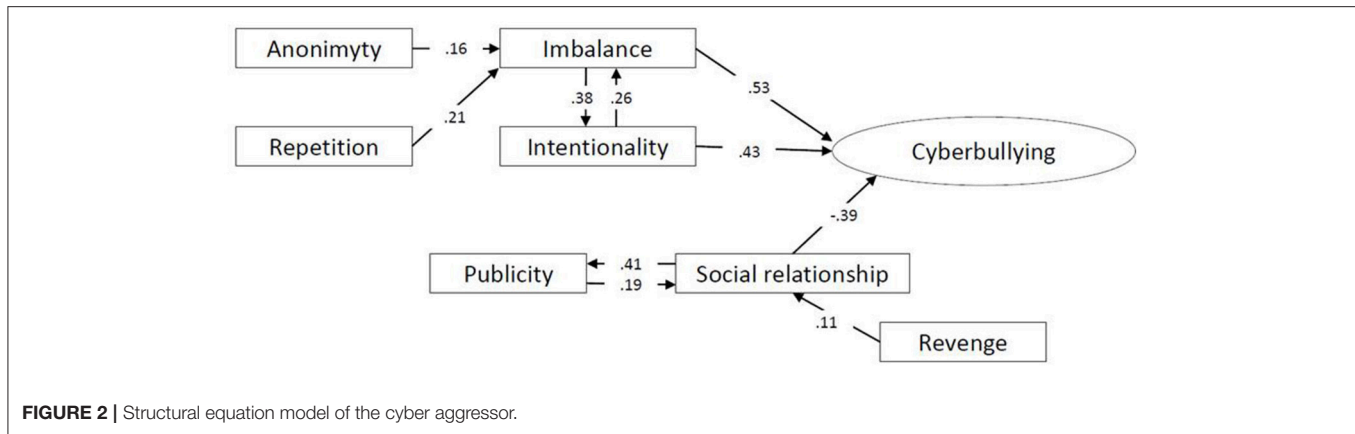 Anonimyty
.16
Imbalance
.53
.38
.26
.21
Repetition
Intentionality
.43
Cyberbullying
-.39
Publicity
.41
.19
Social relationship
.11
Revenge
FIGURE 2 | Structural equation model of the cyber aggressor.